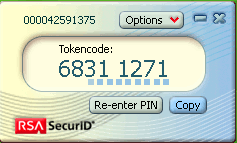 000042591375 Options
Tokencode:
6831 1271
Re-enter PIN Copy
RSA SecurID®